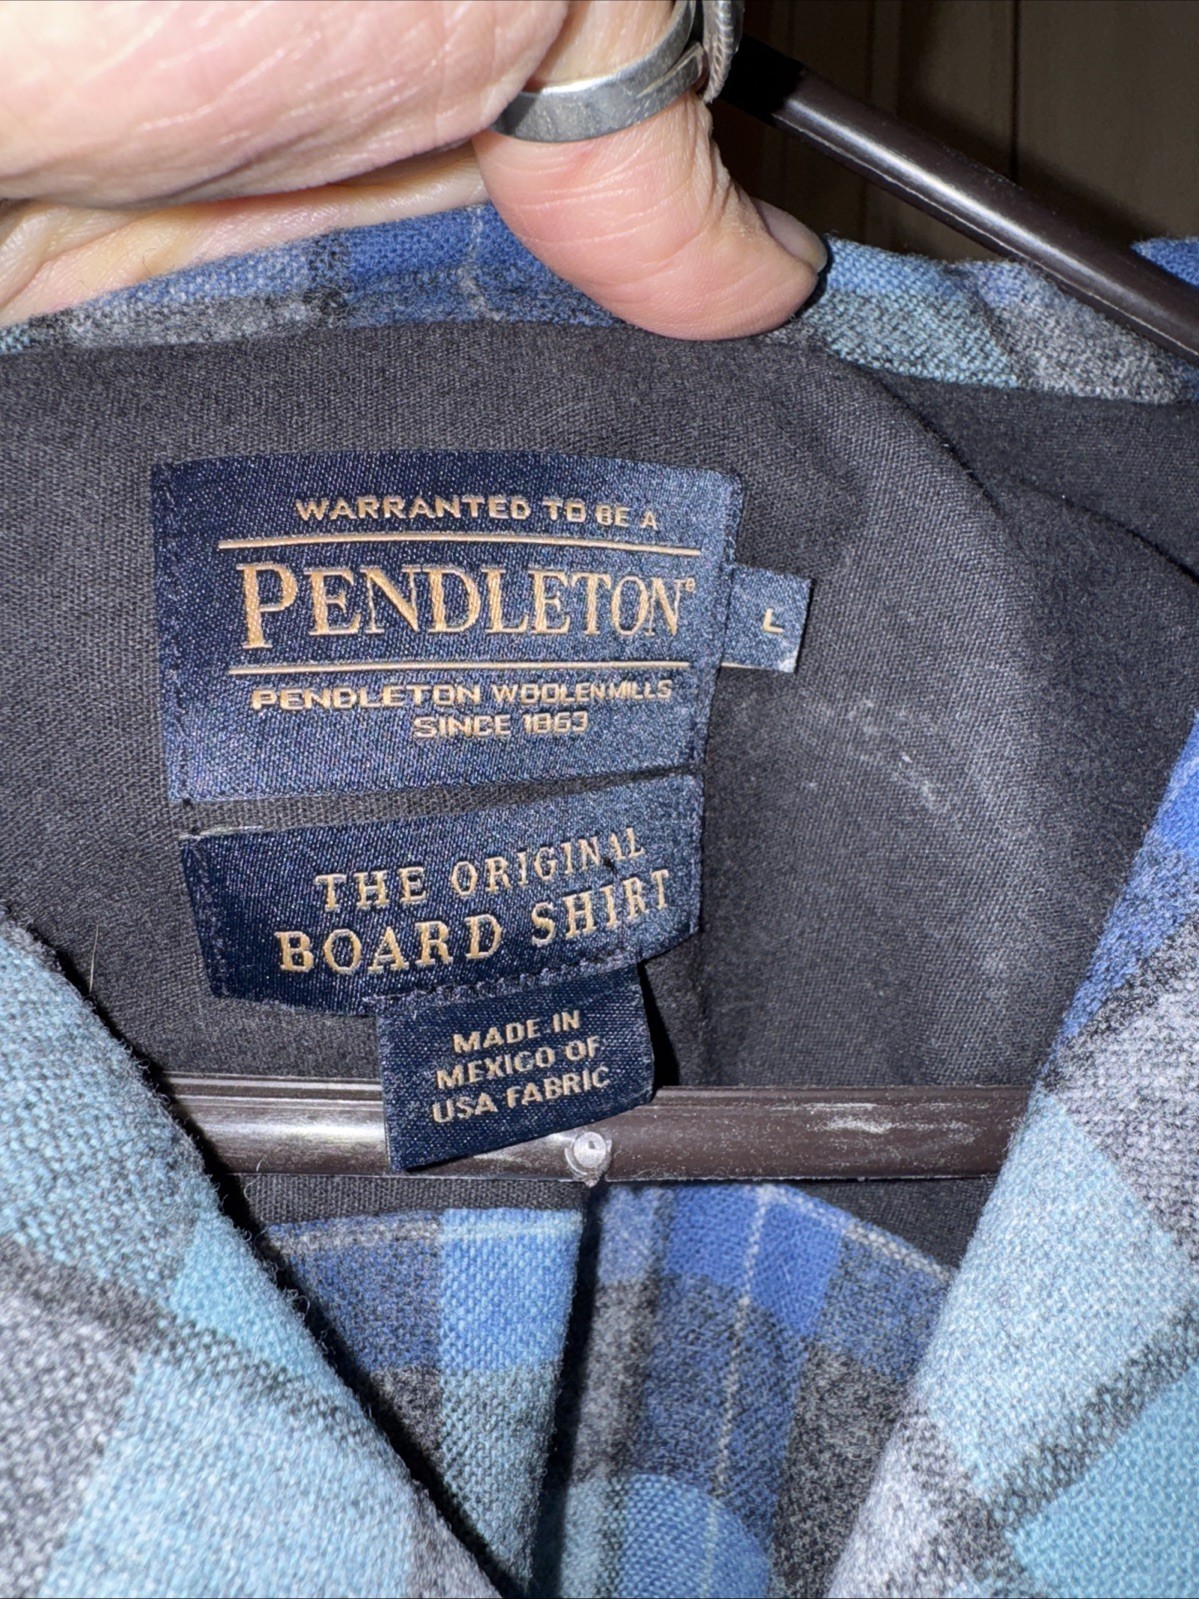 WARRANTED TO BE A
PENDLETON®
L
PENDLETON WOOLEN MILLS
SINCE 1863
THE ORIGINAL
BOARD SHIRT
MADE IN
MEXICO OF
USA FABRIC